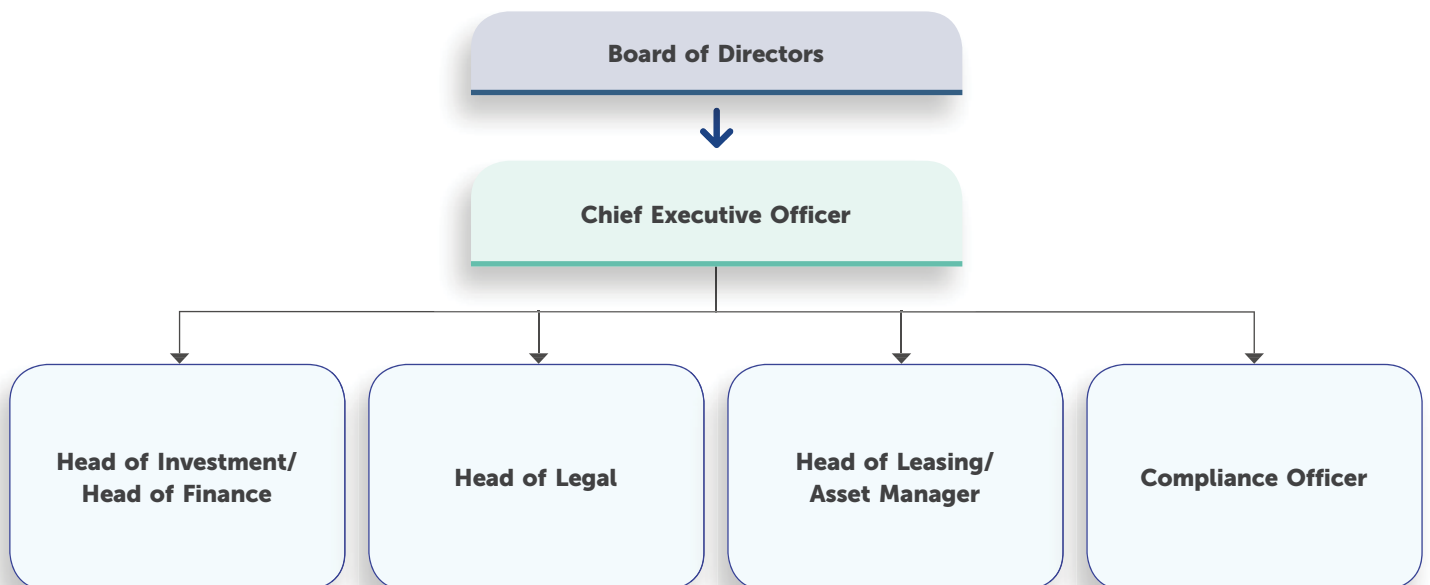 Board of Directors
Chief Executive Officer
Head of Investment/
Head of Finance
Head of Legal
Head of Leasing/
Asset Manager
Compliance Officer